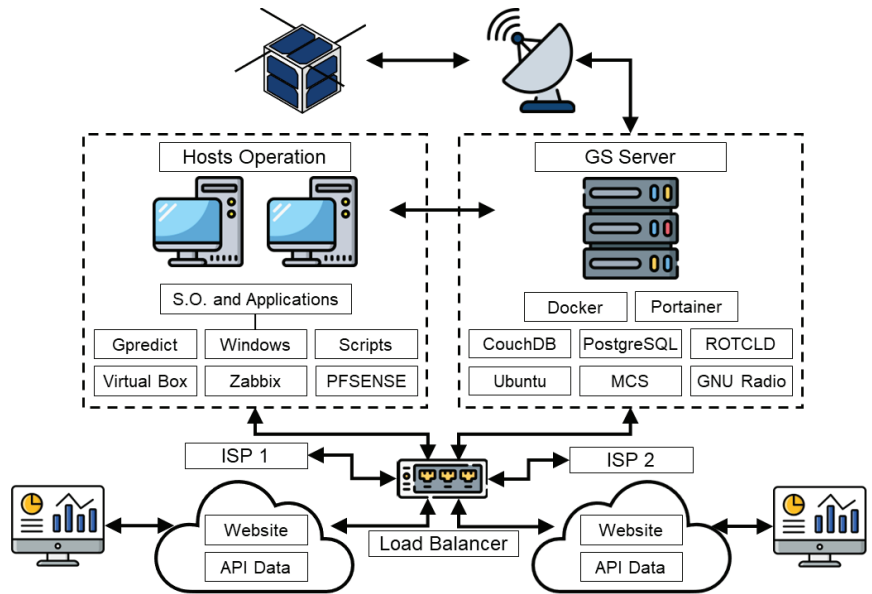 Hosts Operation
GS Server
S.O. and Applications
Docker
Portainer
Gpredict
Windows
Scripts
CouchDB
PostgreSQL
ROTCLD
Virtual Box
Zabbix
PFSENSE
Ubuntu
MCS
GNU Radio
ISP 1
ISP 2
Website
API Data
Load Balancer
Website
API Data